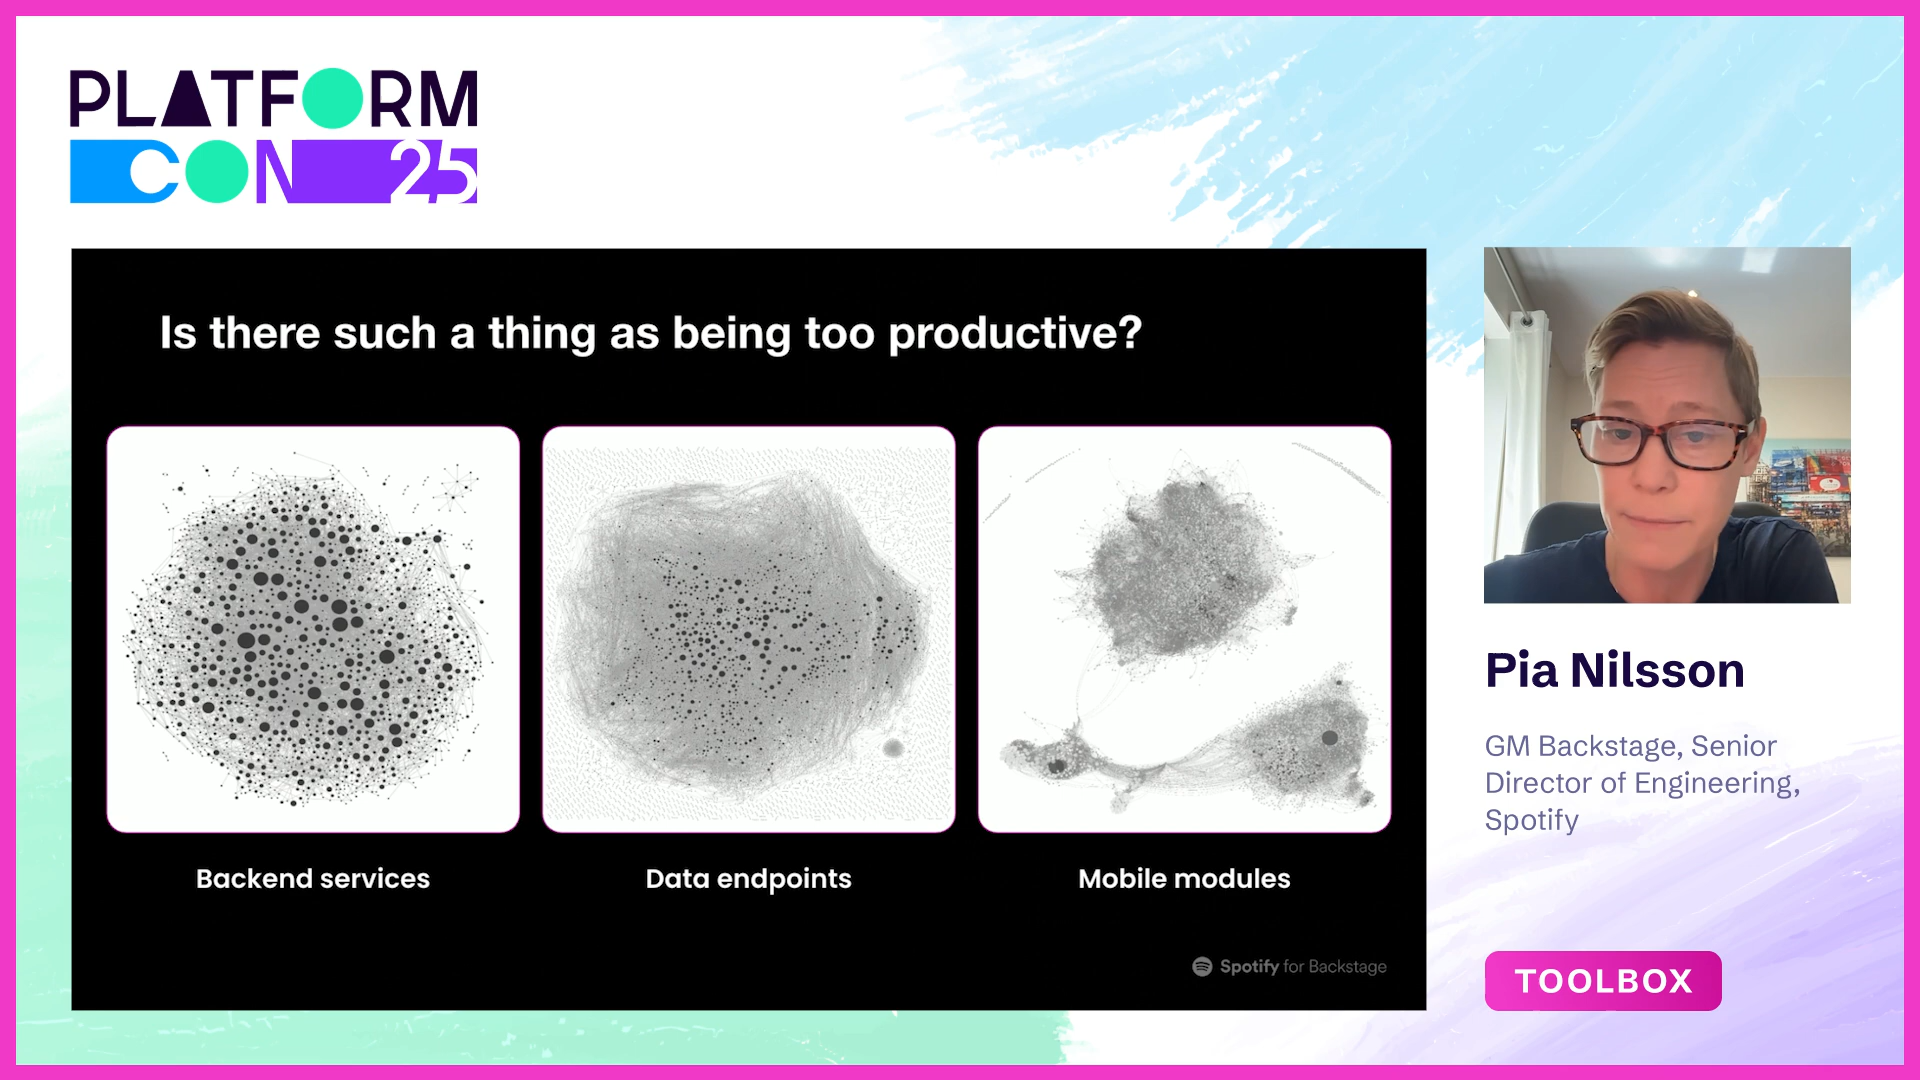 PLATFORM
CON 25
Is there such a thing as being too productive?
Backend services
Data endpoints
Mobile modules
Spotify for Backstage
Pia Nilsson
GM Backstage, Senior
Director of Engineering,
Spotify
TOOLBOX